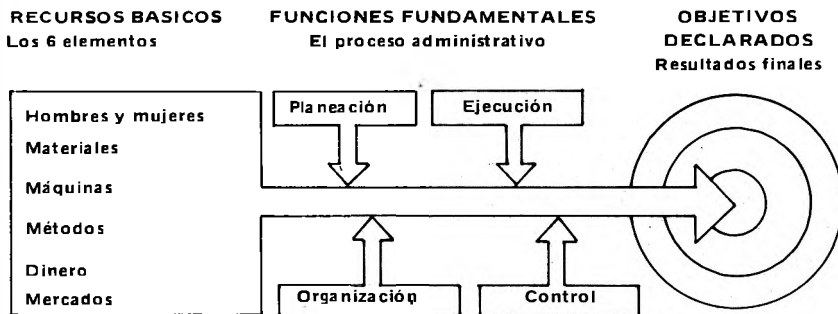 RECURSOS BASICOS
Los 6 elementos
FUNCIONES FUNDAMENTALES
El proceso administrativo
OBJETIVOS
DECLARADOS
Resultados finales
Hombres y mujeres
Materiales
Máquinas
Métodos
Dinero
Mercados
Planeación
Ejecución
Organización
Control